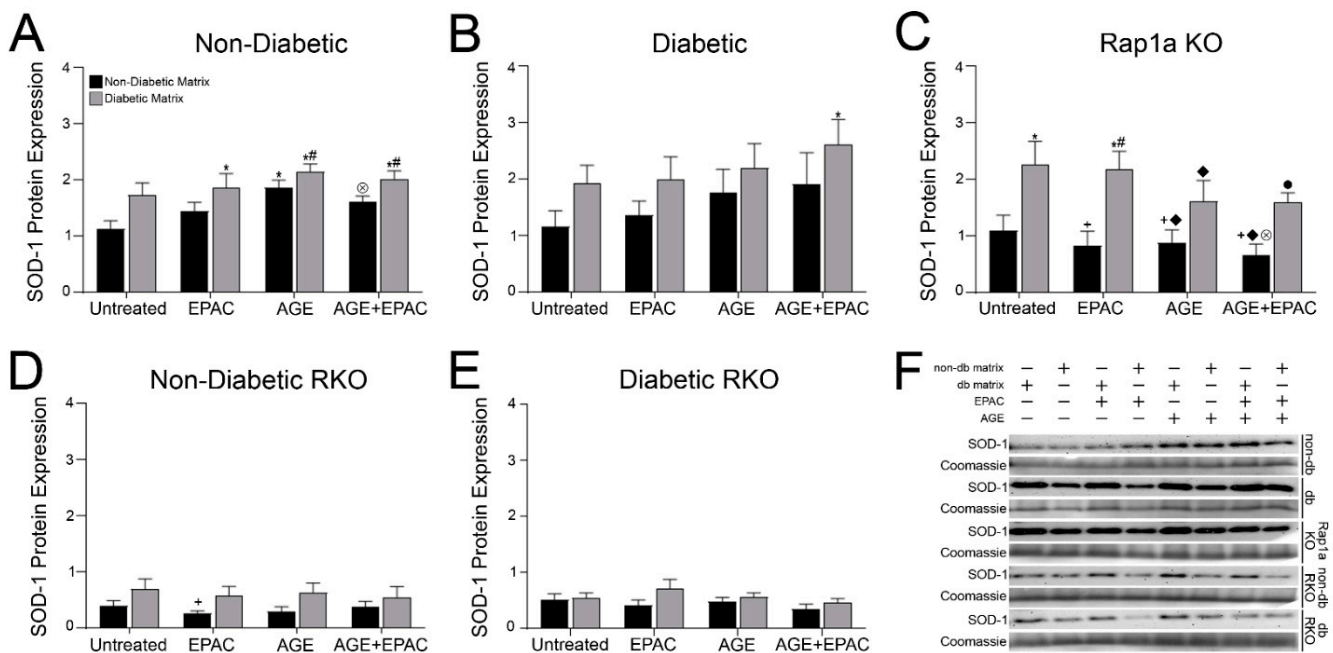 A
Non-Diabetic
SOD-1 Protein Expression
4
3
2
1
0
Non-Diabetic Matrix
Diabetic Matrix
*
*
*#
⊗
*#
Untreated
EPAC
AGE
AGE+EPAC
B
Diabetic
SOD-1 Protein Expression
4
3
2
1
0
*
Untreated
EPAC
AGE
AGE+EPAC
C
Rap1a KO
SOD-1 Protein Expression
4
3
2
1
0
*
+
*#
+◆
◆
+◆⊗
●
Untreated
EPAC
AGE
AGE+EPAC
D
Non-Diabetic RKO
SOD-1 Protein Expression
4
3
2
1
0
+
Untreated
EPAC
AGE
AGE+EPAC
E
Diabetic RKO
SOD-1 Protein Expression
4
3
2
1
0
Untreated
EPAC
AGE
AGE+EPAC
F
non-db matrix − + − + − + − +
db matrix + − + − + − + −
EPAC − − + + − − + +
AGE − − − − + + + +
SOD-1
Coomassie
non-db
SOD-1
Coomassie
db
SOD-1
Coomassie
Rap1a
KO
SOD-1
Coomassie
non-db
RKO
SOD-1
Coomassie
db
RKO